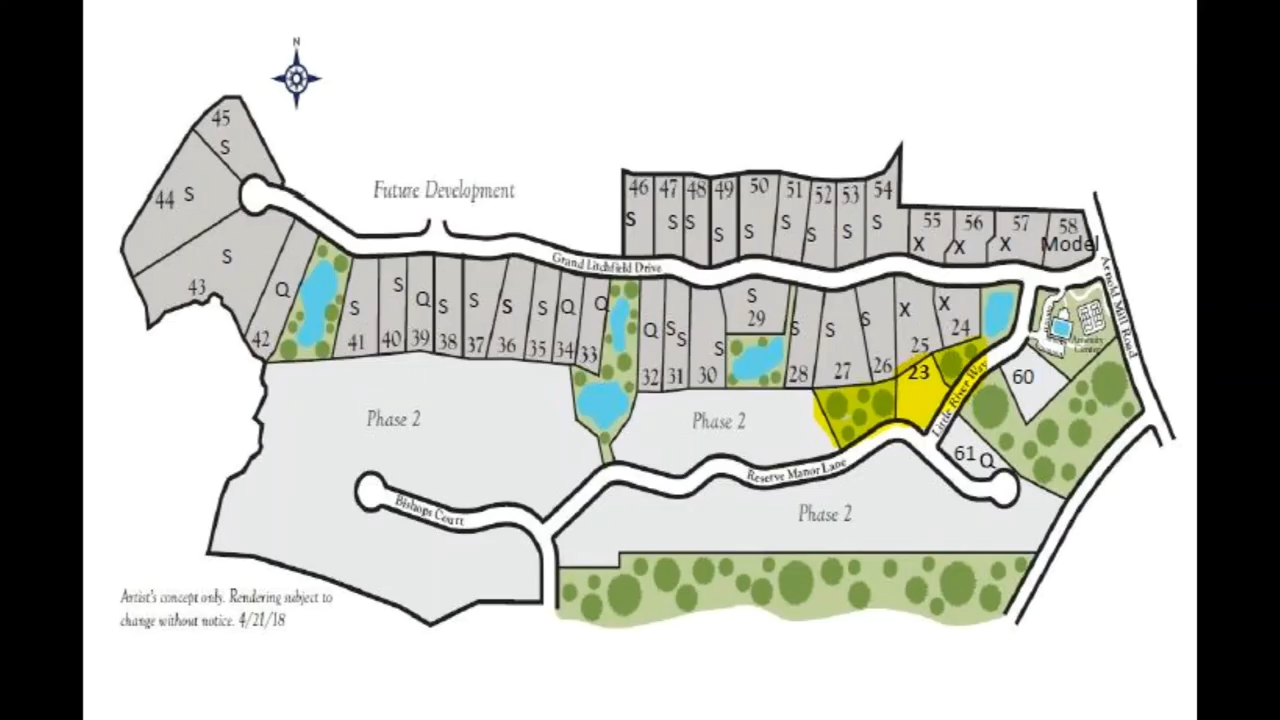 N
45
S
44 S
Future Development
46 47 48 49 50 51 52 53 54
S S S S S S S S S
55 56 57 58
X X X Model
S
43
Grand Litchfield Drive
Arnold Mill Road
Q
42
S
41
S
40
Q
39
S
38
S
37
S
36
S
35
Q
34
Q
33
Q
32
S
S
31
S
30
S
29
S
28
S
27
S
26
X
25
X
24
Amenity
Center
23
Little River Way
60
61 Q
Phase 2
Phase 2
Reserve Manor Lane
Bishops Court
Phase 2
Artist's concept only. Rendering subject to
change without notice. 4/21/18